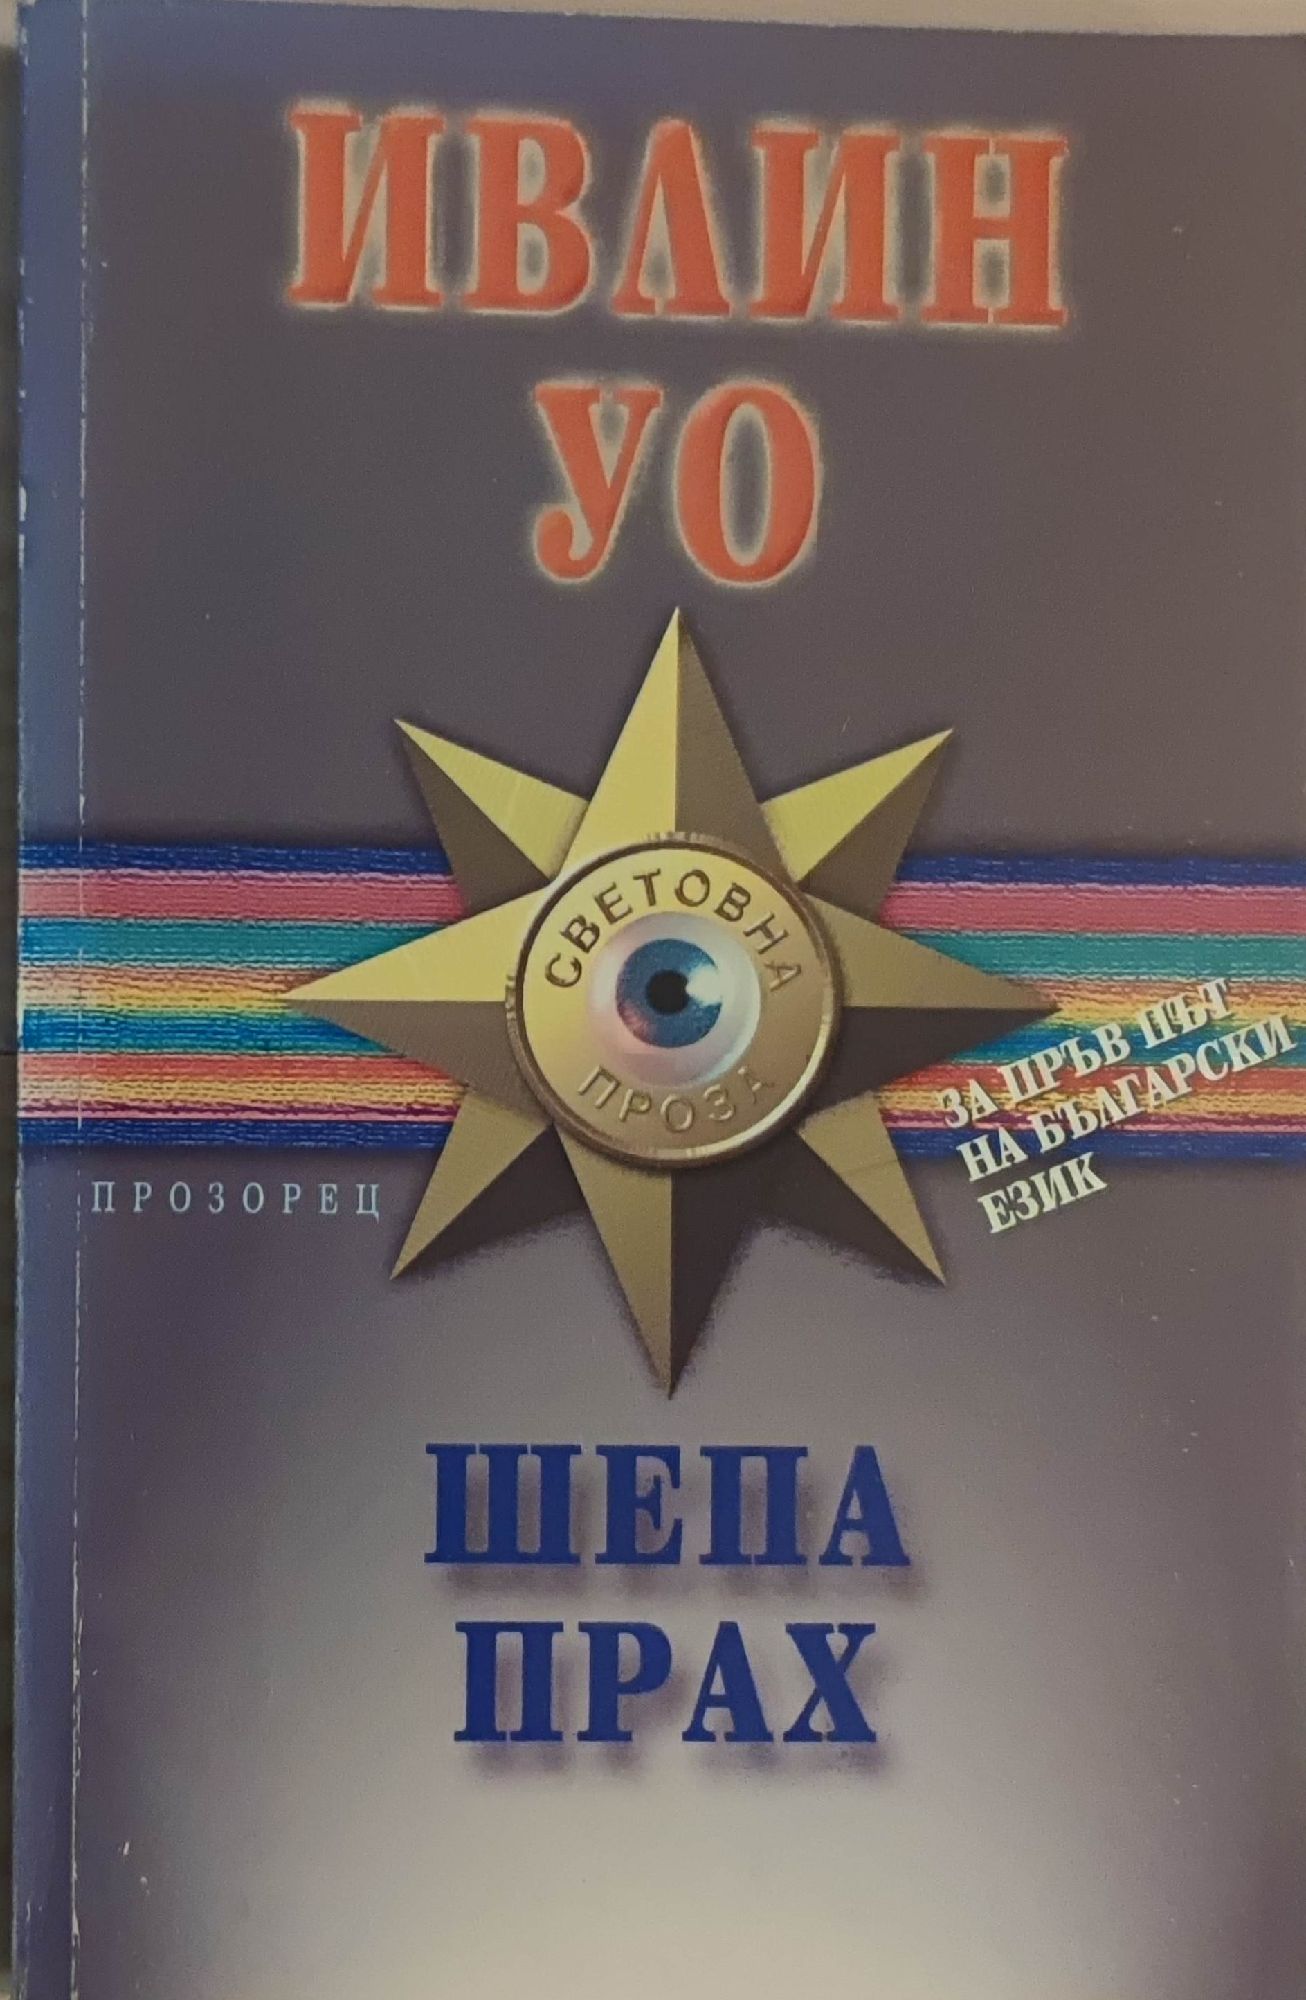 ИВЛИН
УО
СВЕТОВНА
ПРОЗА
ЗА ПРЪВ ПЪТ
НА БЪЛГАРСКИ
ЕЗИК
ПРОЗОРЕЦ
ШЕПА
ПРАХ